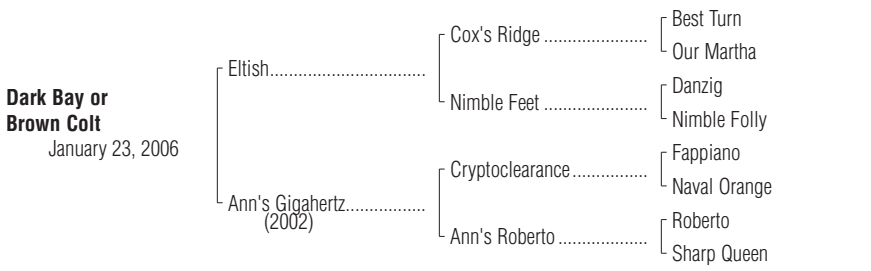 Best Turn
Cox's Ridge ......................
Our Martha
Eltish.................................
Danzig
Nimble Feet ......................
Nimble Folly
Dark Bay or
Brown Colt
January 23, 2006
Fappiano
Cryptoclearance................
Naval Orange
Ann's Gigahertz.................
(2002)
Roberto
Ann's Roberto ...................
Sharp Queen